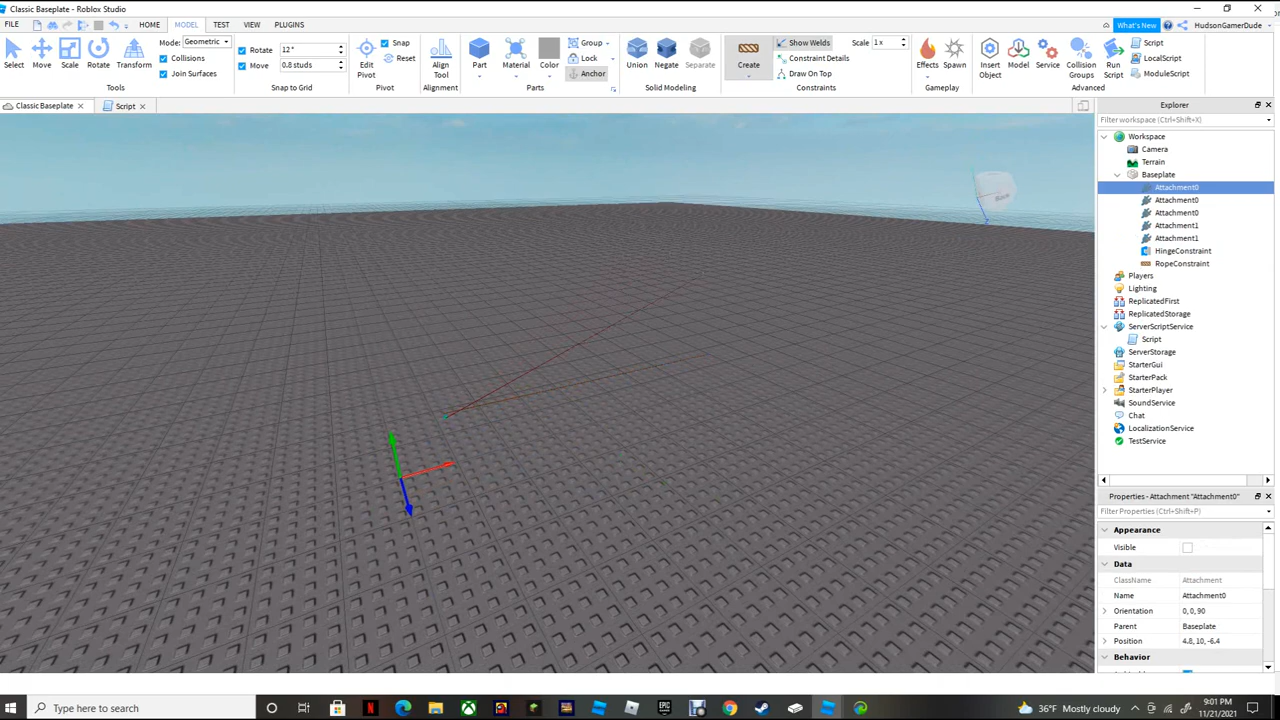 Classic Baseplate - Roblox Studio
FILE HOME MODEL TEST VIEW PLUGINS What's New HudsonGamerDude
Select Move Scale Rotate Transform
Mode: Geometric
Collisions
Join Surfaces
Tools
Rotate 12°
Move 0.8 studs
Snap to Grid
Edit Pivot
Snap
Reset
Pivot
Align Tool
Alignment
Part Material Color
Group
Lock
Anchor
Parts
Union Negate Separate
Solid Modeling
Create
Show Welds Scale 1x
Constraint Details
Draw On Top
Constraints
Effects Spawn
Gameplay
Insert Object Model Service Collision Groups Run Script
Script
LocalScript
ModuleScript
Advanced
Classic Baseplate Script
Explorer
Filter workspace (Ctrl+Shift+X)
Workspace
Camera
Terrain
Baseplate
Attachment0
Attachment0
Attachment0
Attachment1
Attachment1
HingeConstraint
RopeConstraint
Players
Lighting
ReplicatedFirst
ReplicatedStorage
ServerScriptService
Script
ServerStorage
StarterGui
StarterPack
StarterPlayer
SoundService
Chat
LocalizationService
TestService
Properties - Attachment "Attachment0"
Filter Properties (Ctrl+Shift+P)
Appearance
Visible
Data
ClassName Attachment
Name Attachment0
Orientation 0, 0, 90
Parent Baseplate
Position 4.8, 10, -6.4
Behavior
Type here to search
36°F Mostly clear
9:01 PM
11/21/2021